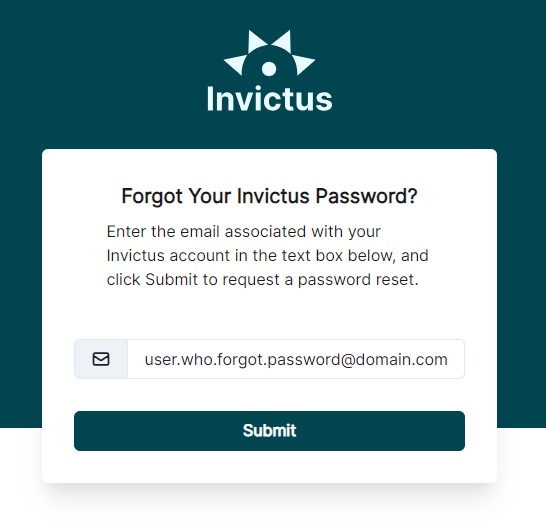 Invictus
Forgot Your Invictus Password?
Enter the email associated with your
Invictus account in the text box below, and
click Submit to request a password reset.
user.who.forgot.password@domain.com
Submit